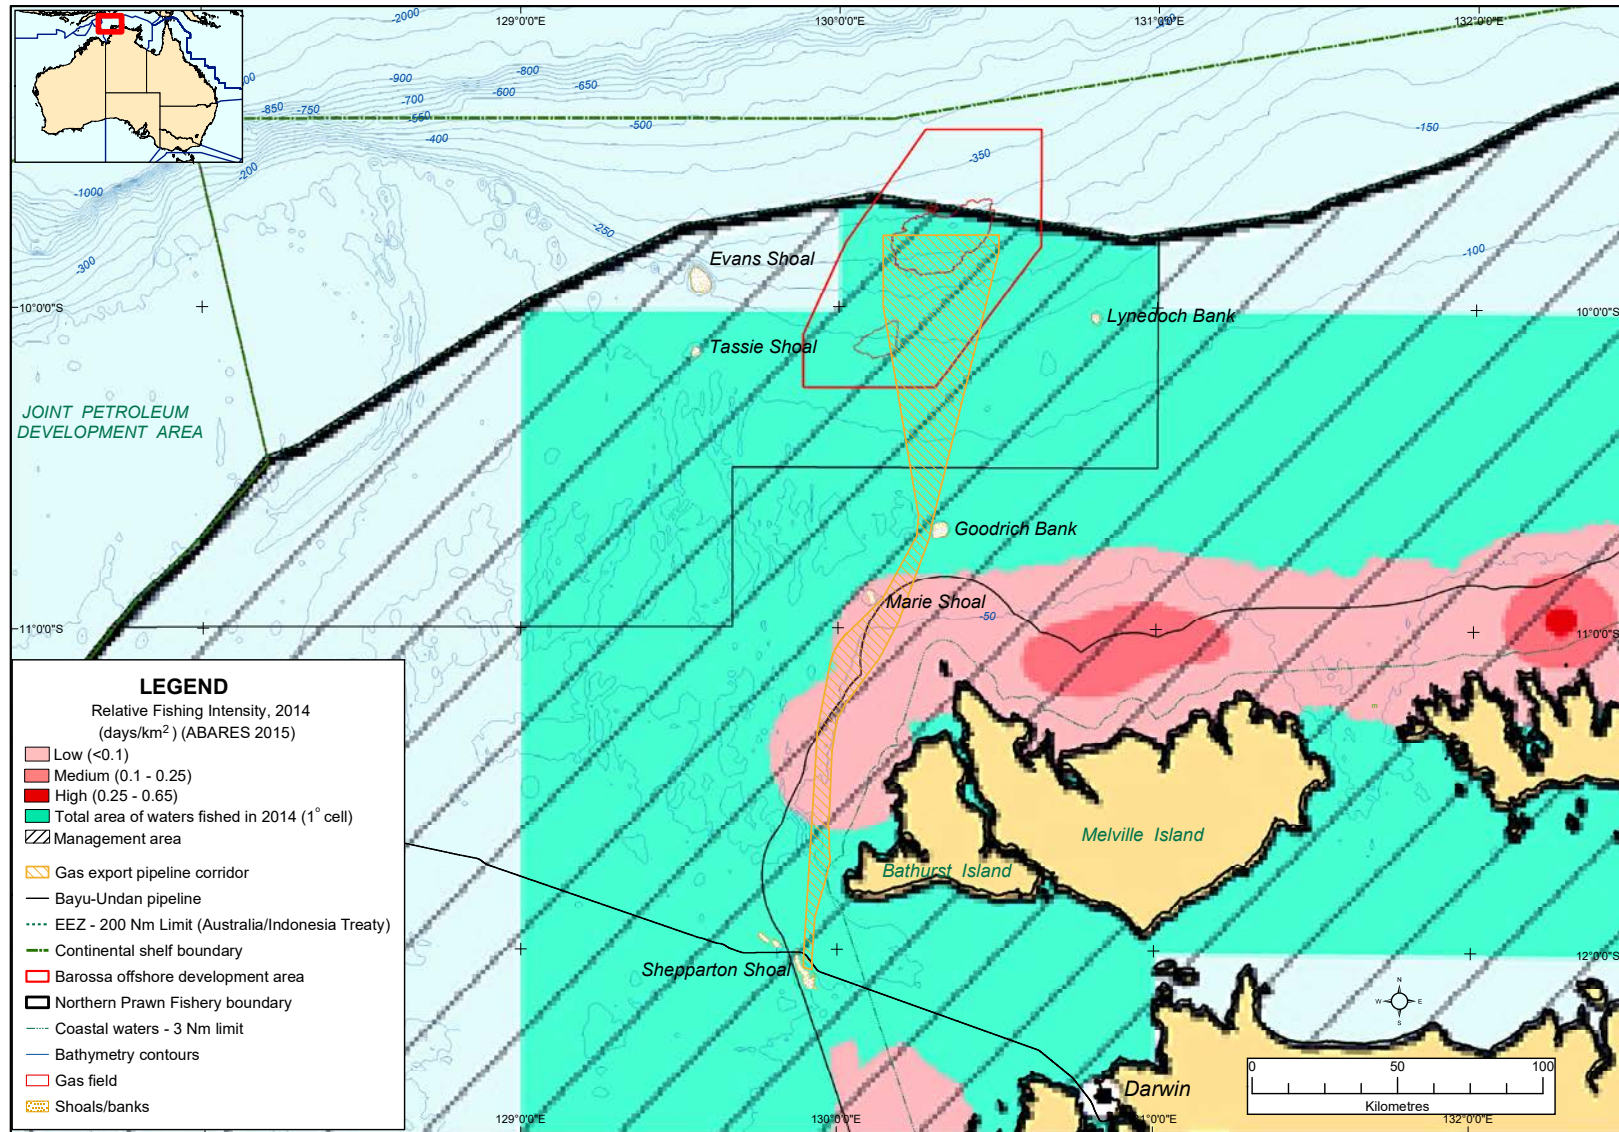 129°0'0"E
130°0'0"E
131°0'0"E
132°0'0"E
-2000
-900
-800
-650
-600
-700
-550
-850
-750
-500
-400
-200
-1000
-350
-150
-250
-300
-100
Evans Shoal
10°0'0"S
Lynedoch Bank
10°0'0"S
Tassie Shoal
JOINT PETROLEUM
DEVELOPMENT AREA
Goodrich Bank
Marie Shoal
-50
11°0'0"S
11°0'0"S
Melville Island
Bathurst Island
Shepparton Shoal
12°0'0"S
N
W
E
S
Darwin
129°0'0"E
130°0'0"E
132°0'0"E
LEGEND
Relative Fishing Intensity, 2014
(days/km²) (ABARES 2015)
Low (<0.1)
Medium (0.1 - 0.25)
High (0.25 - 0.65)
Total area of waters fished in 2014 (1° cell)
Management area
Gas export pipeline corridor
Bayu-Undan pipeline
EEZ - 200 Nm Limit (Australia/Indonesia Treaty)
Continental shelf boundary
Barossa offshore development area
Northern Prawn Fishery boundary
Coastal waters - 3 Nm limit
Bathymetry contours
Gas field
Shoals/banks
0 50 100
Kilometres